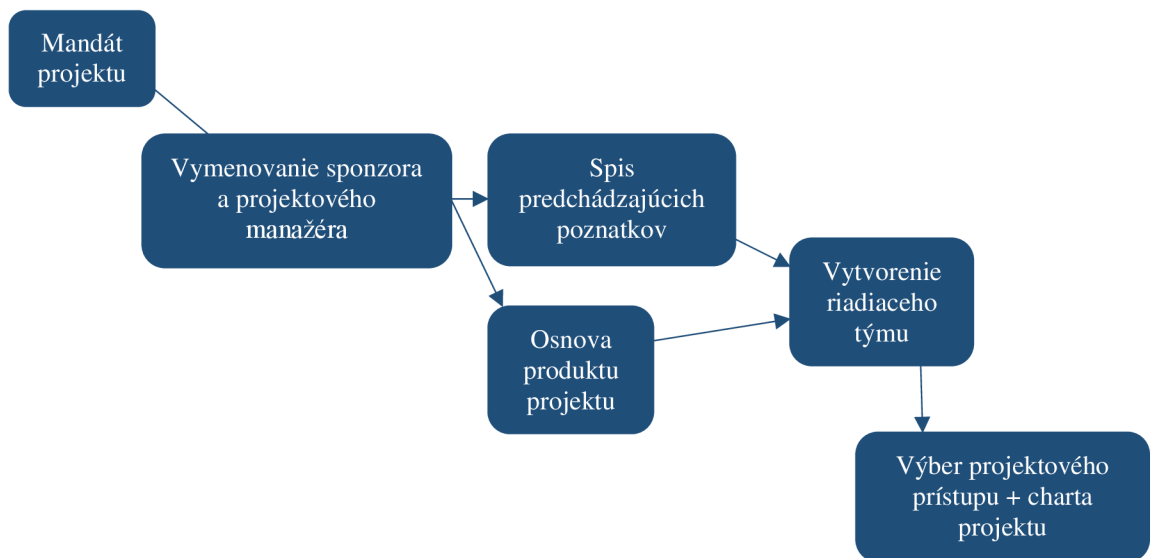 Mandát
projektu
Vymenovanie sponzora
a projektového
manažéra
Spis
predchádzajúcich
poznatkov
Osnova
produktu
projektu
Vytvorenie
riadiaceho
týmu
Výber projektového
prístupu + charta
projektu